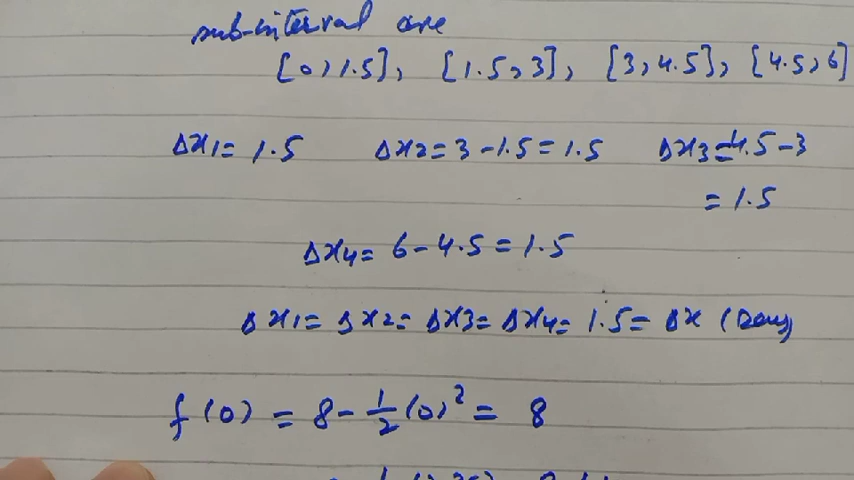 sub-interval are
[0,1.5], [1.5,3], [3,4.5], [4.5,6]
Δx1= 1.5 Δx2= 3-1.5=1.5 Δx3=4.5-3
= 1.5
Δx4= 6-4.5=1.5
Δx1= Δx2= Δx3= Δx4= 1.5= Δx
f(0) = 8-1/2(0)²= 8